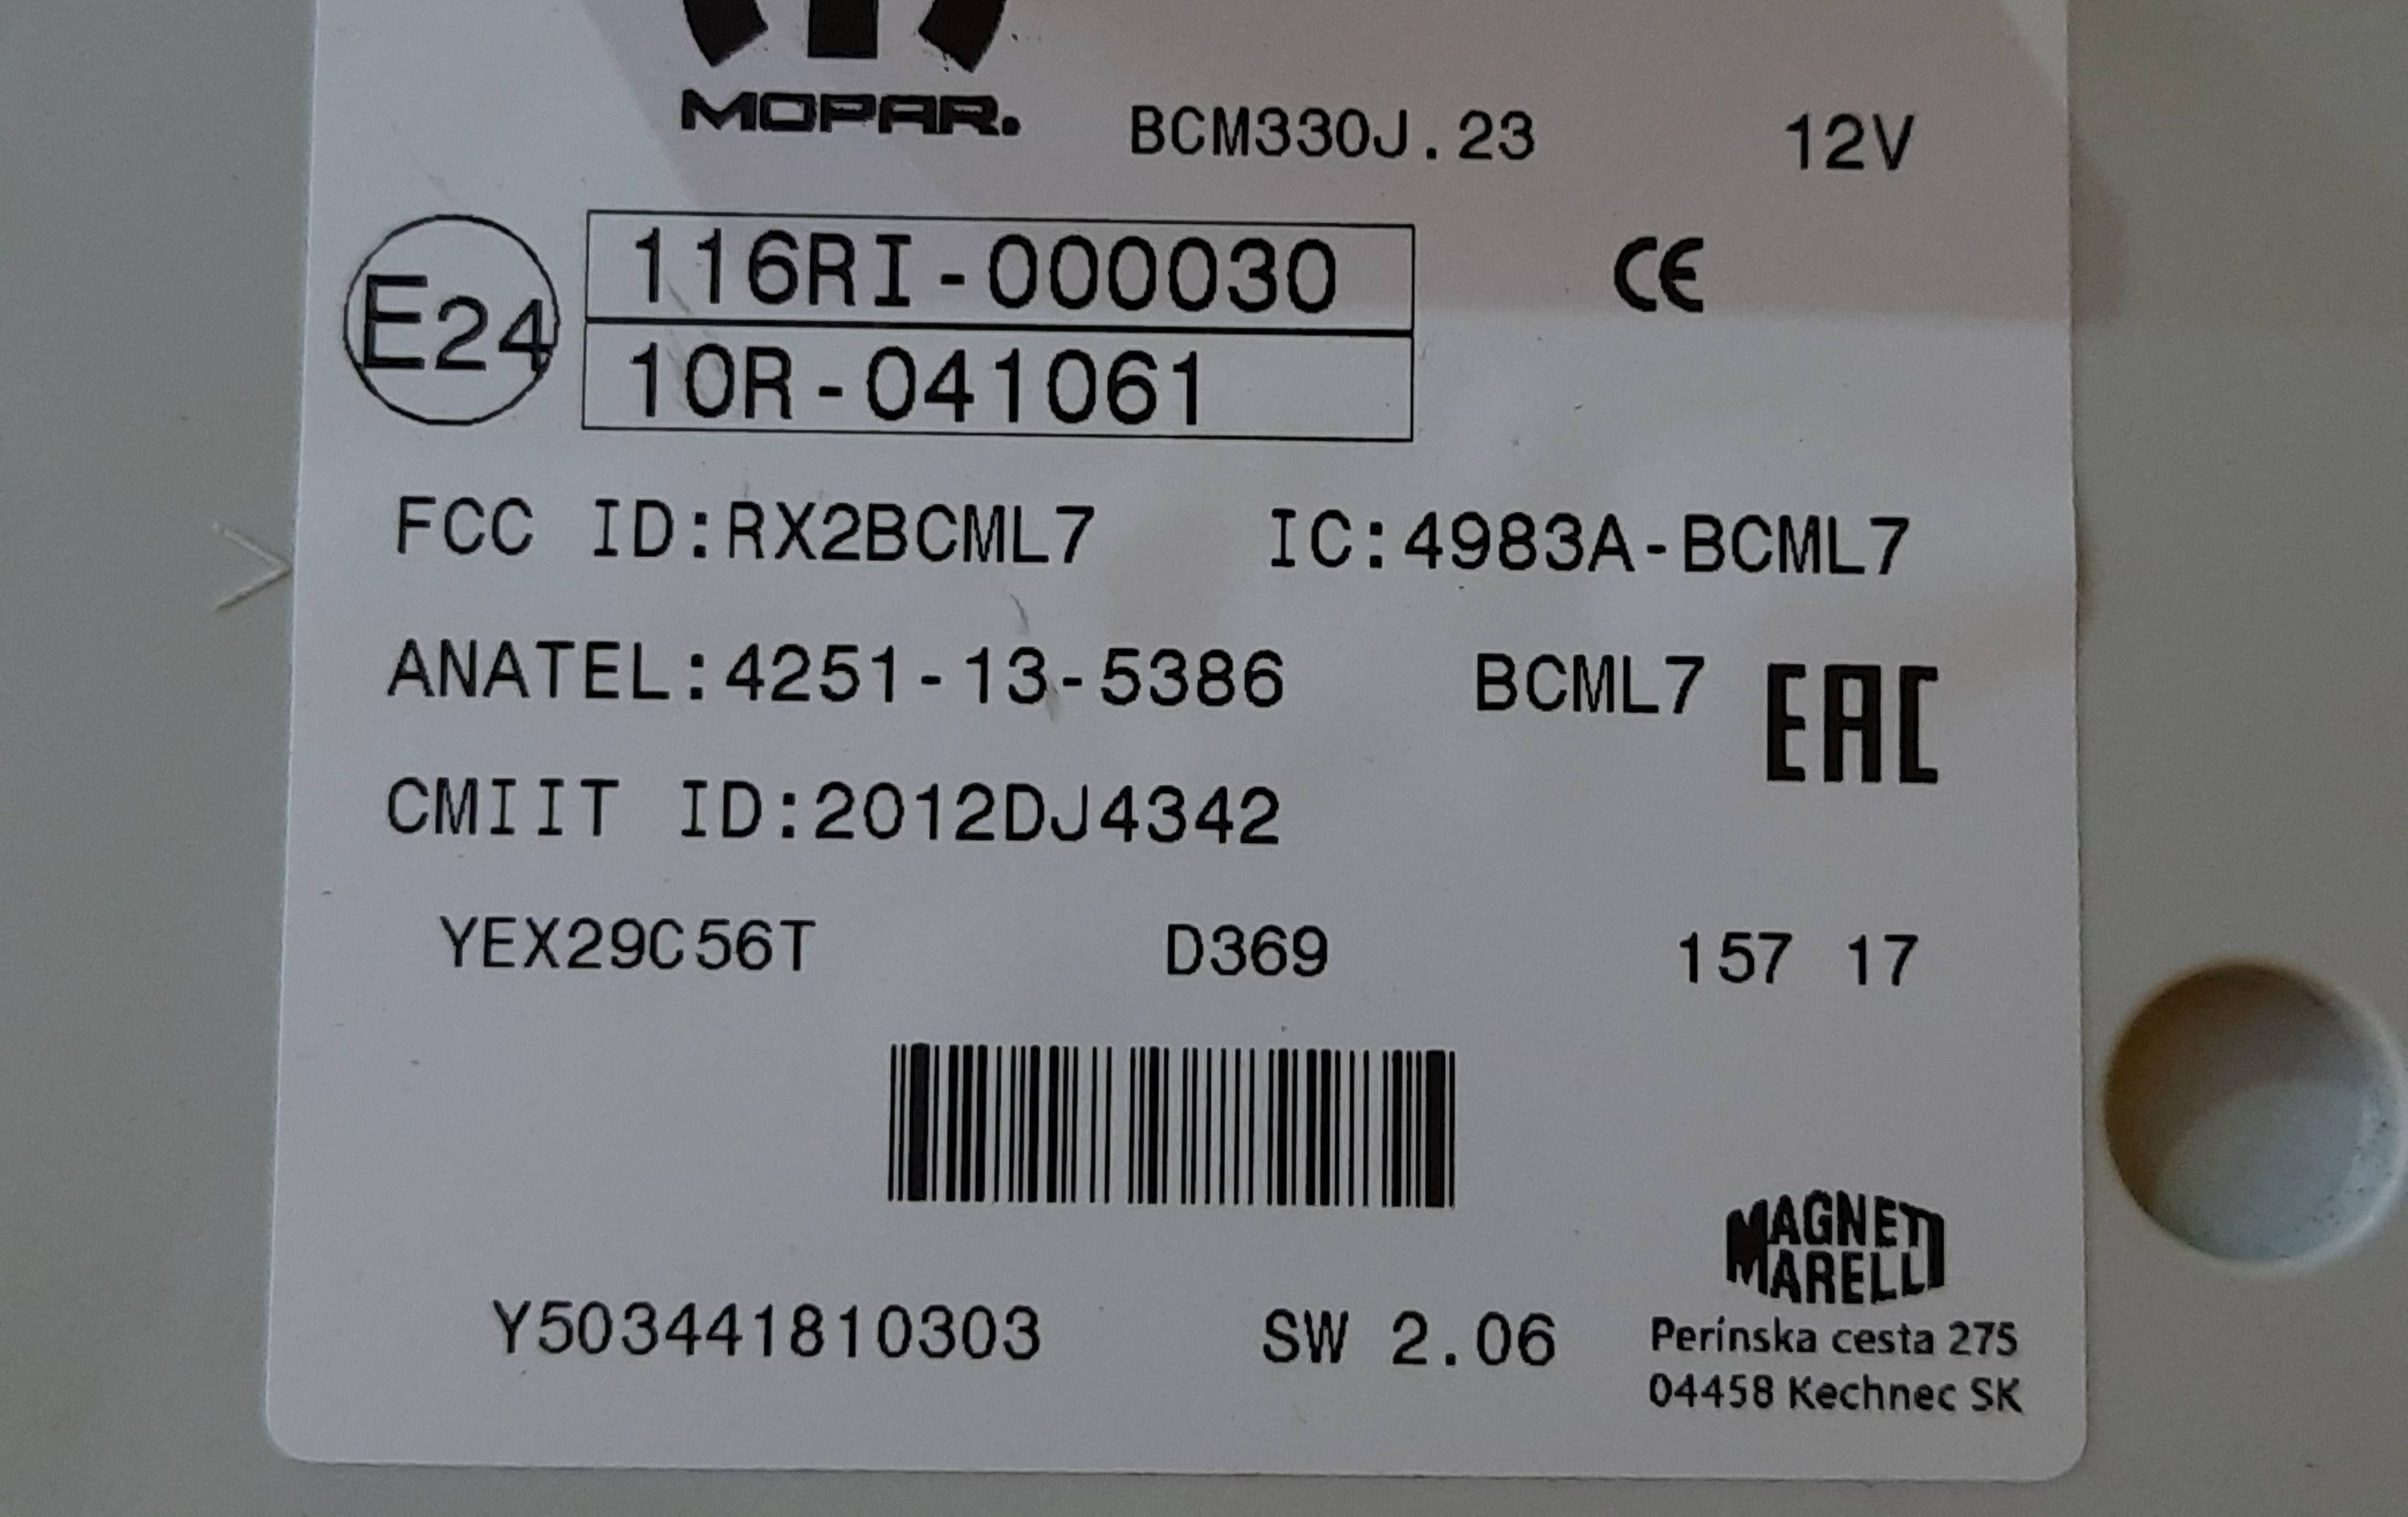 MOPAR. BCM330J.23 12V
E24 116RI-000030 CE
10R-041061
FCC ID:RX2BCML7 IC:4983A-BCML7
ANATEL:4251-13-5386 BCML7 EAC
CMIIT ID:2012DJ4342
YEX29C56T D369 157 17
MAGNETI
MARELLI
Y503441810303 SW 2.06 Perinska cesta 275
04458 Kechnec SK